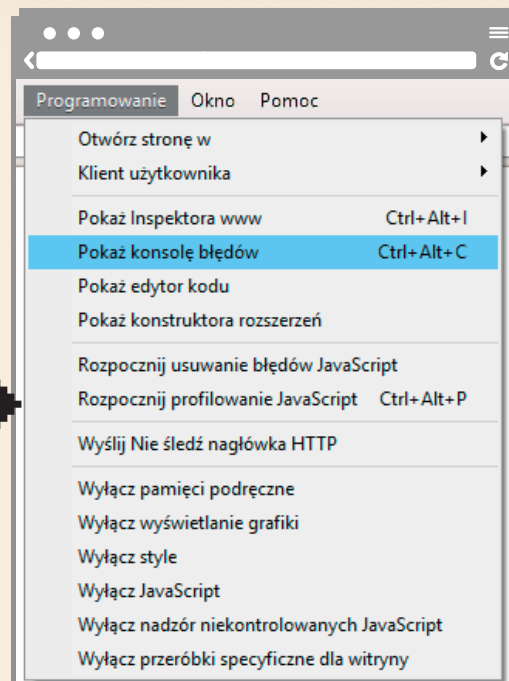 Programowanie Okno Pomoc
Otwórz stronę w
Klient użytkownika
Pokaż Inspektora www Ctrl+Alt+I
Pokaż konsolę błędów Ctrl+Alt+C
Pokaż edytor kodu
Pokaż konstruktora rozszerzeń
Rozpocznij usuwanie błędów JavaScript
Rozpocznij profilowanie JavaScript Ctrl+Alt+P
Wyślij Nie śledź nagłówka HTTP
Wyłącz pamięci podręczne
Wyłącz wyświetlanie grafiki
Wyłącz style
Wyłącz JavaScript
Wyłącz nadzór niekontrolowanych JavaScript
Wyłącz przeróbki specyficzne dla witryny